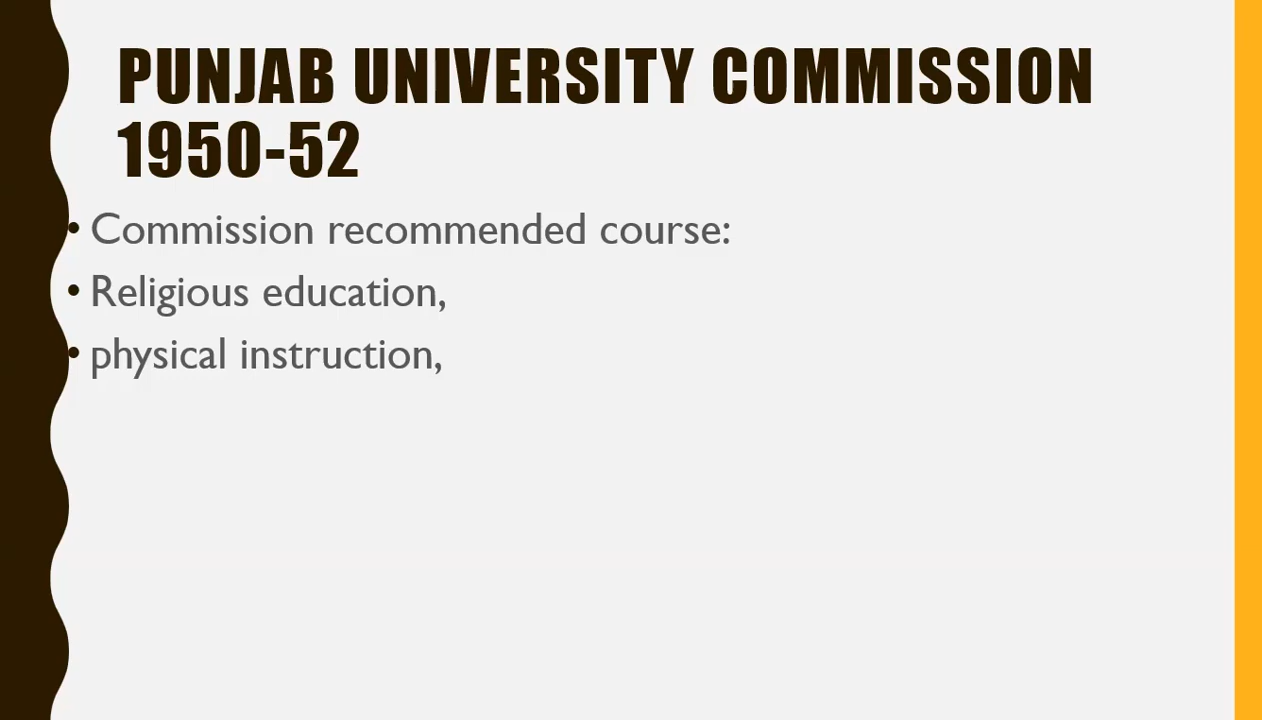 PUNJAB UNIVERSITY COMMISSION
1950-52
• Commission recommended course:
• Religious education,
• physical instruction,